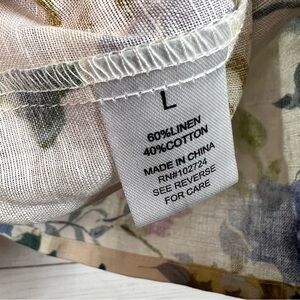 L
60%LINEN
40%COTTON
MADE IN CHINA
RN#102724
SEE REVERSE
FOR CARE